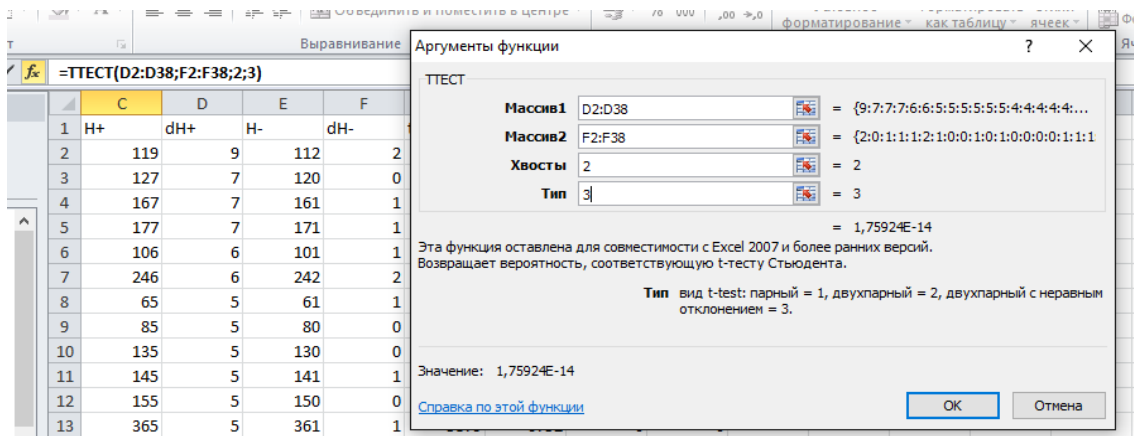 Объединить и поместить в центре
% 000
,00 →,0
форматирование как таблицу ячеек
Выравнивание
fx =ТТЕСТ(D2:D38;F2:F38;2;3)
C D E F
1 H+ dH+ H- dH-
2 119 9 112 2
3 127 7 120 0
4 167 7 161 1
5 177 7 171 1
6 106 6 101 1
7 246 6 242 2
8 65 5 61 1
9 85 5 80 0
10 135 5 130 0
11 145 5 141 1
12 155 5 150 0
13 365 5 361 1
Аргументы функции ? ×
ТТЕСТ
Массив1 D2:D38 = {9:7:7:7:6:6:5:5:5:5:5:5:4:4:4:4:4:...
Массив2 F2:F38 = {2:0:1:1:1:2:1:0:0:1:0:1:0:0:0:0:1:1:1:
Хвосты 2 = 2
Тип 3 = 3
= 1,75924E-14
Эта функция оставлена для совместимости с Excel 2007 и более ранних версий.
Возвращает вероятность, соответствующую t-тесту Стьюдента.
Тип вид t-test: парный = 1, двухпарный = 2, двухпарный с неравным
отклонением = 3.
Значение: 1,75924E-14
Справка по этой функции
ОК Отмена